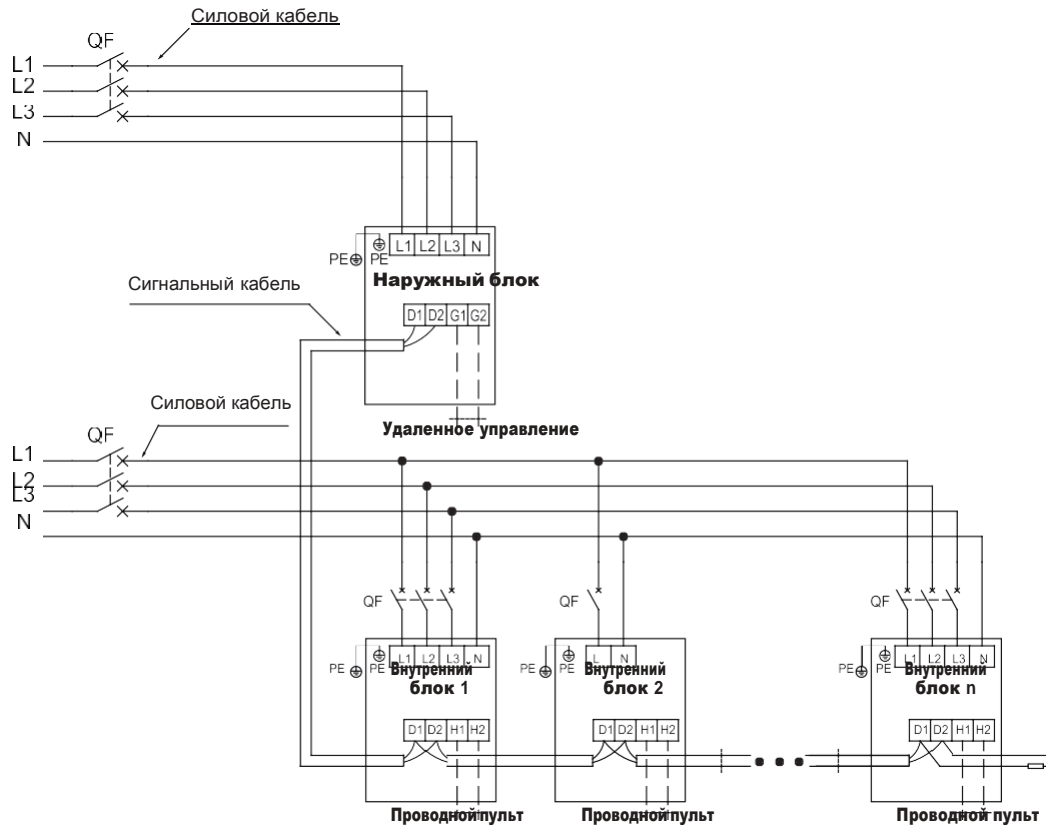 Силовой кабель
QF
L1
L2
L3
N
L1 L2 L3 N
PE PE
Наружный блок
Сигнальный кабель
D1 D2 G1 G2
Силовой кабель
Удаленное управление
QF
L1
L2
L3
N
QF QF QF
L1 L2 L3 N L N L1 L2 L3 N
PE PE PE PE PE PE
Внутренний Внутренний Внутренний
блок 1 блок 2 блок n
D1 D2 H1 H2 D1 D2 H1 H2 D1 D2 H1 H2
Проводной пульт Проводной пульт Проводной пульт